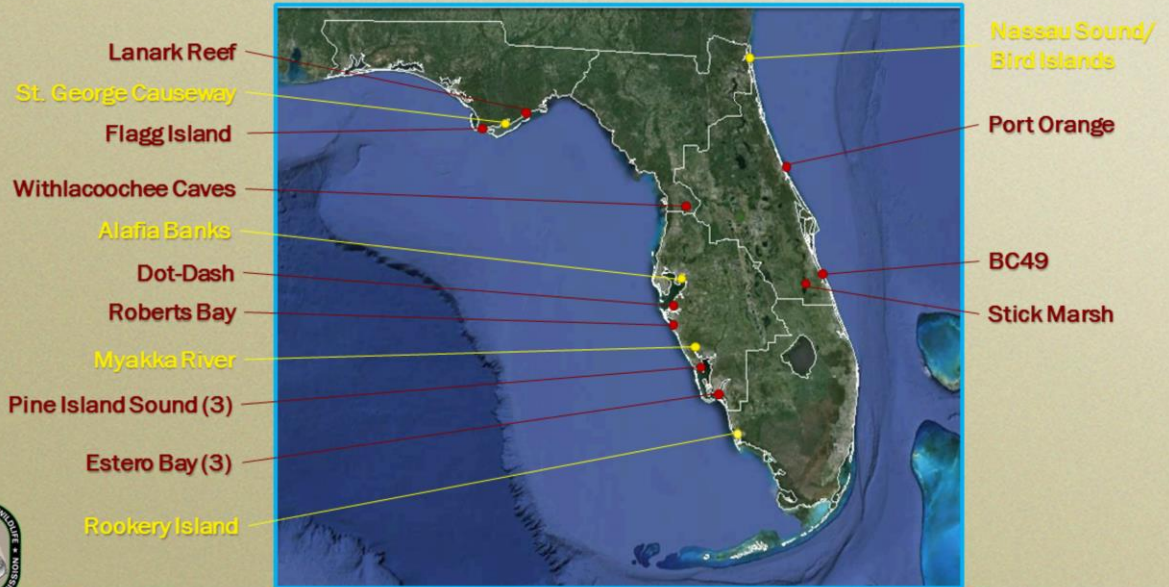 Lanark Reef
St. George Causeway
Flagg Island
Withlacoochee Caves
Alafia Banks
Dot-Dash
Roberts Bay
Myakka River
Pine Island Sound (3)
Estero Bay (3)
Rookery Island
Nassau Sound/
Bird Islands
Port Orange
BC49
Stick Marsh
WILDLIFE